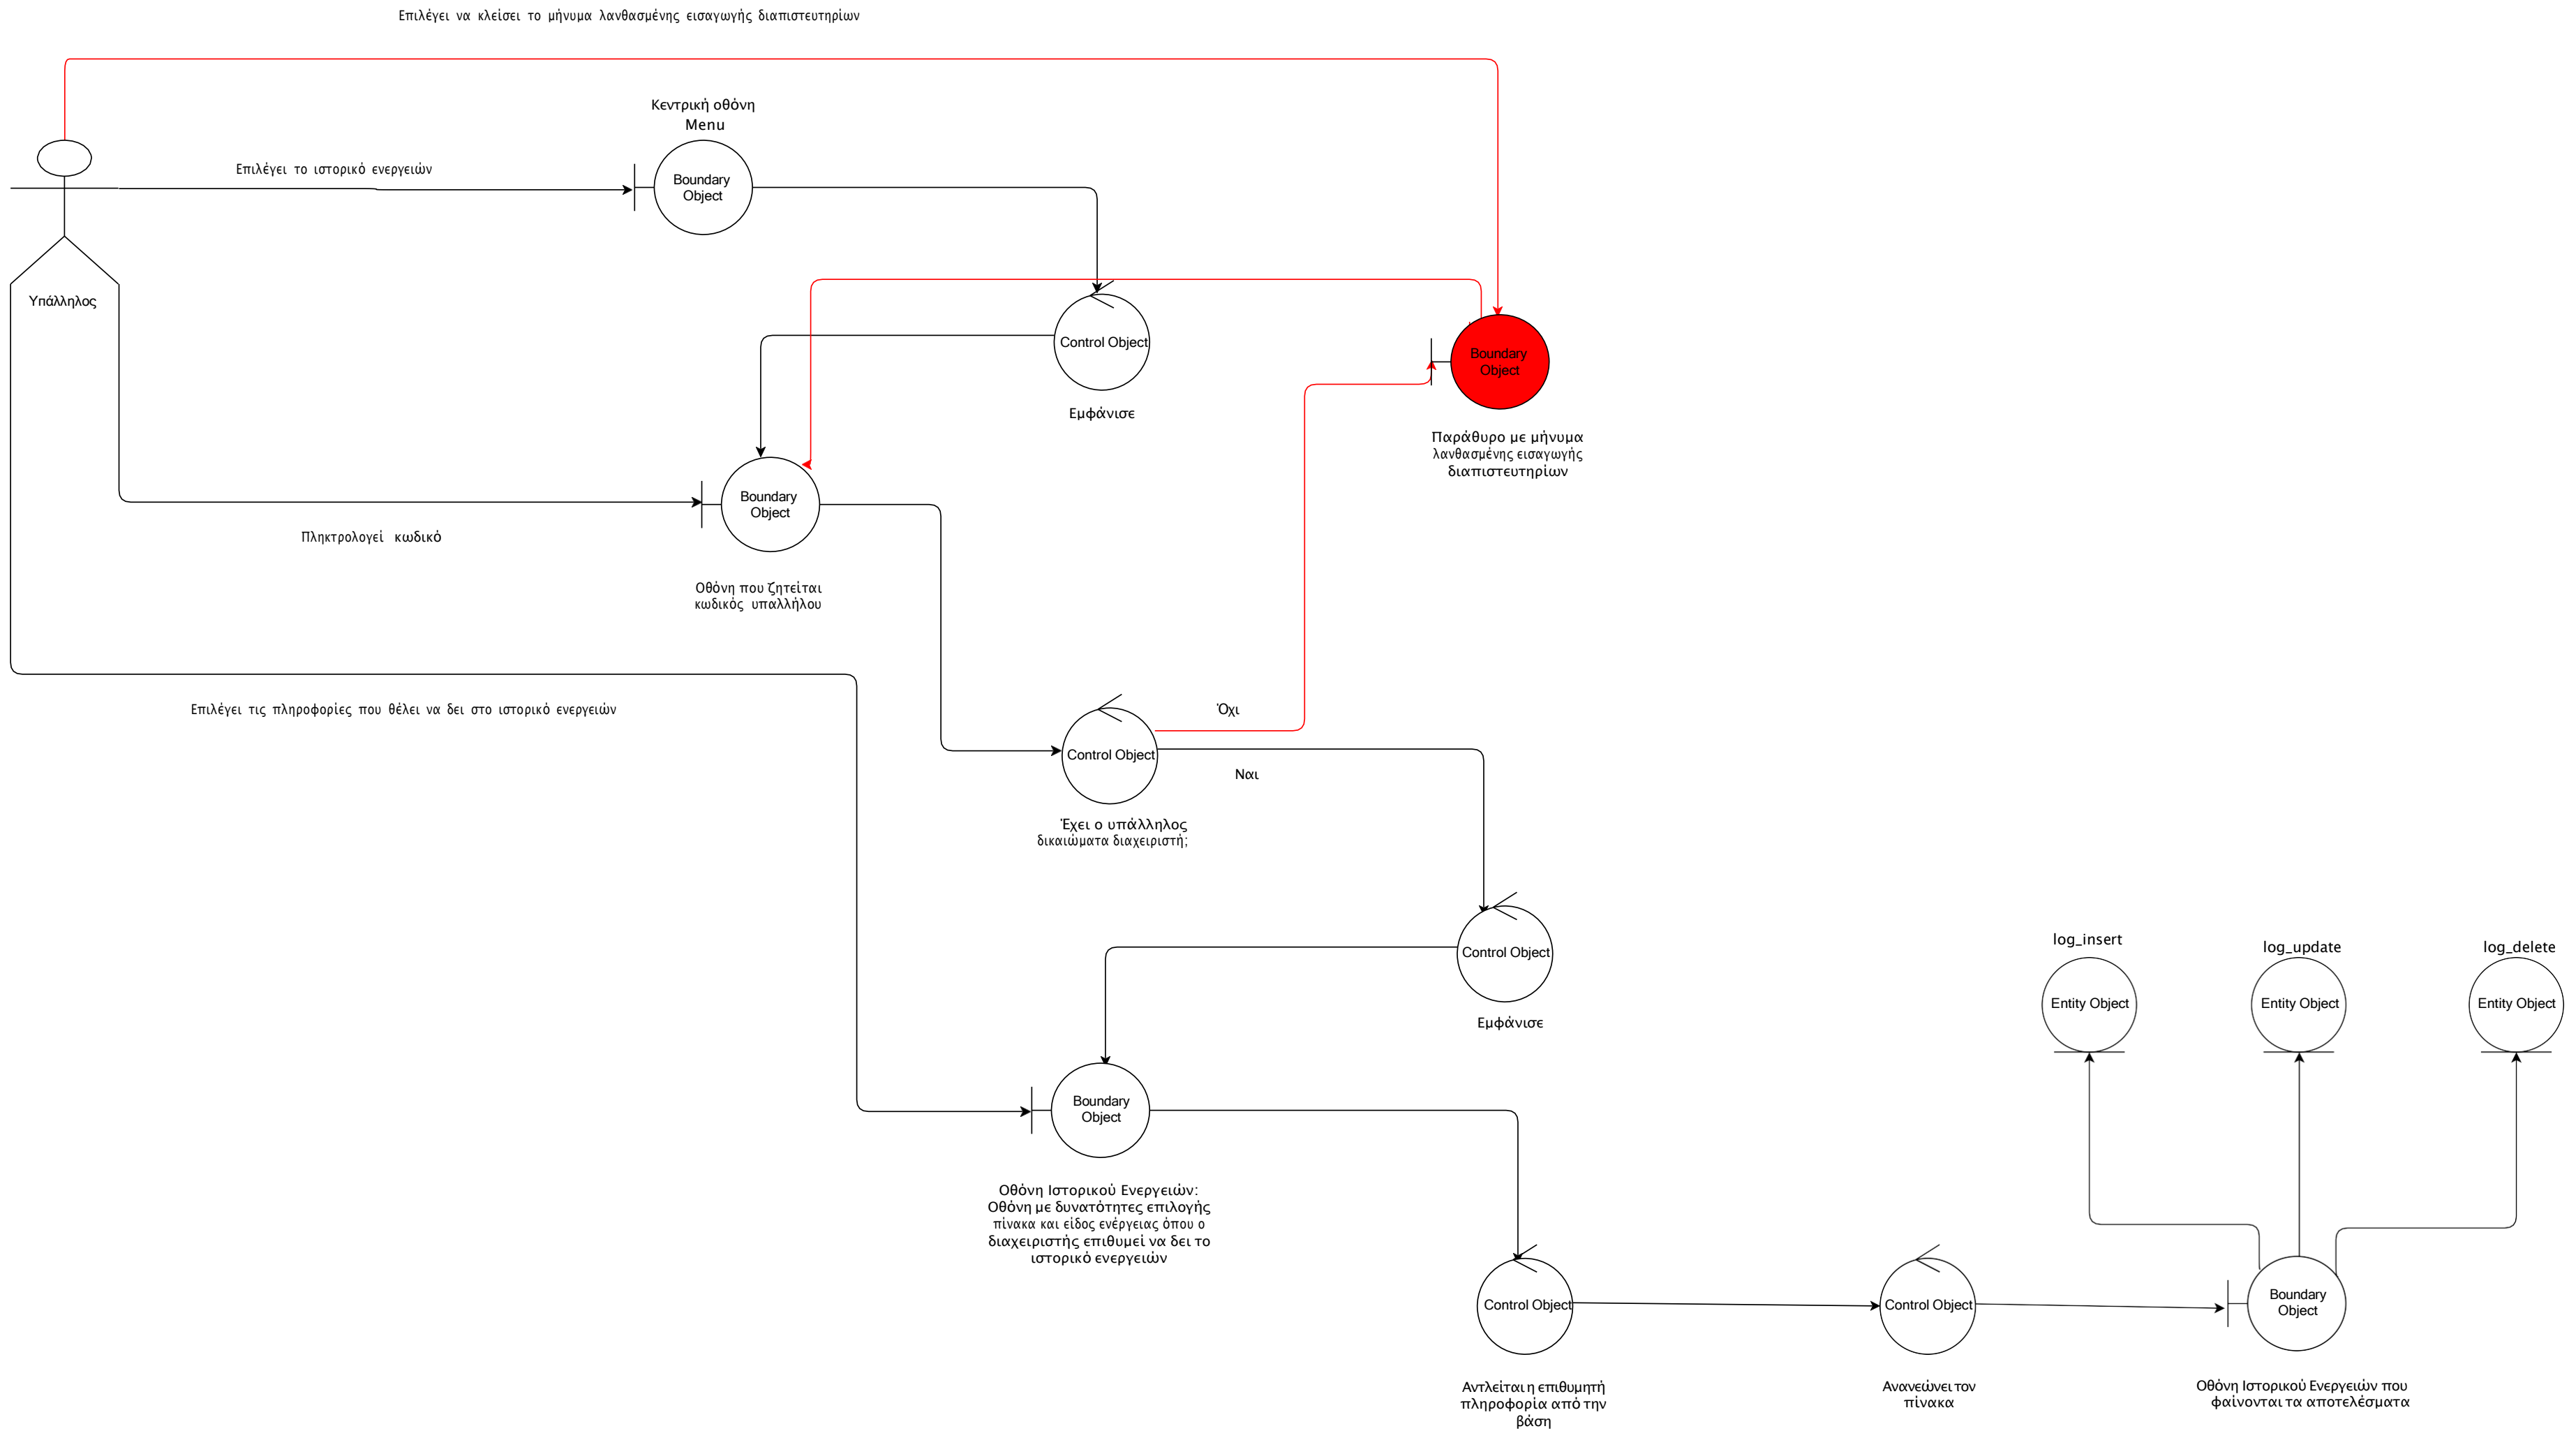 Επιλέγει να κλείσει το μήνυμα λανθασμένης εισαγωγής διαπιστευτηρίων
Κεντρική οθόνη
Menu
Επιλέγει το ιστορικό ενεργειών
Boundary
Object
Υπάλληλος
Control Object
Εμφάνισε
Boundary
Object
Παράθυρο με μήνυμα
λανθασμένης εισαγωγής
διαπιστευτηρίων
Boundary
Object
Πληκτρολογεί κωδικό
Οθόνη που ζητείται
κωδικός υπαλλήλου
Επιλέγει τις πληροφορίες που θέλει να δει στο ιστορικό ενεργειών
Όχι
Control Object
Ναι
Έχει ο υπάλληλος
δικαιώματα διαχειριστή;
Control Object
Εμφάνισε
log_insert
log_update
log_delete
Entity Object
Entity Object
Entity Object
Boundary
Object
Οθόνη Ιστορικού Ενεργειών:
Οθόνη με δυνατότητες επιλογής
πίνακα και είδος ενέργειας όπου ο
διαχειριστής επιθυμεί να δει το
ιστορικό ενεργειών
Control Object
Control Object
Boundary
Object
Αντλείται η επιθυμητή
πληροφορία από την
βάση
Ανανεώνει τον
πίνακα
Οθόνη Ιστορικού Ενεργειών που
φαίνονται τα αποτελέσματα